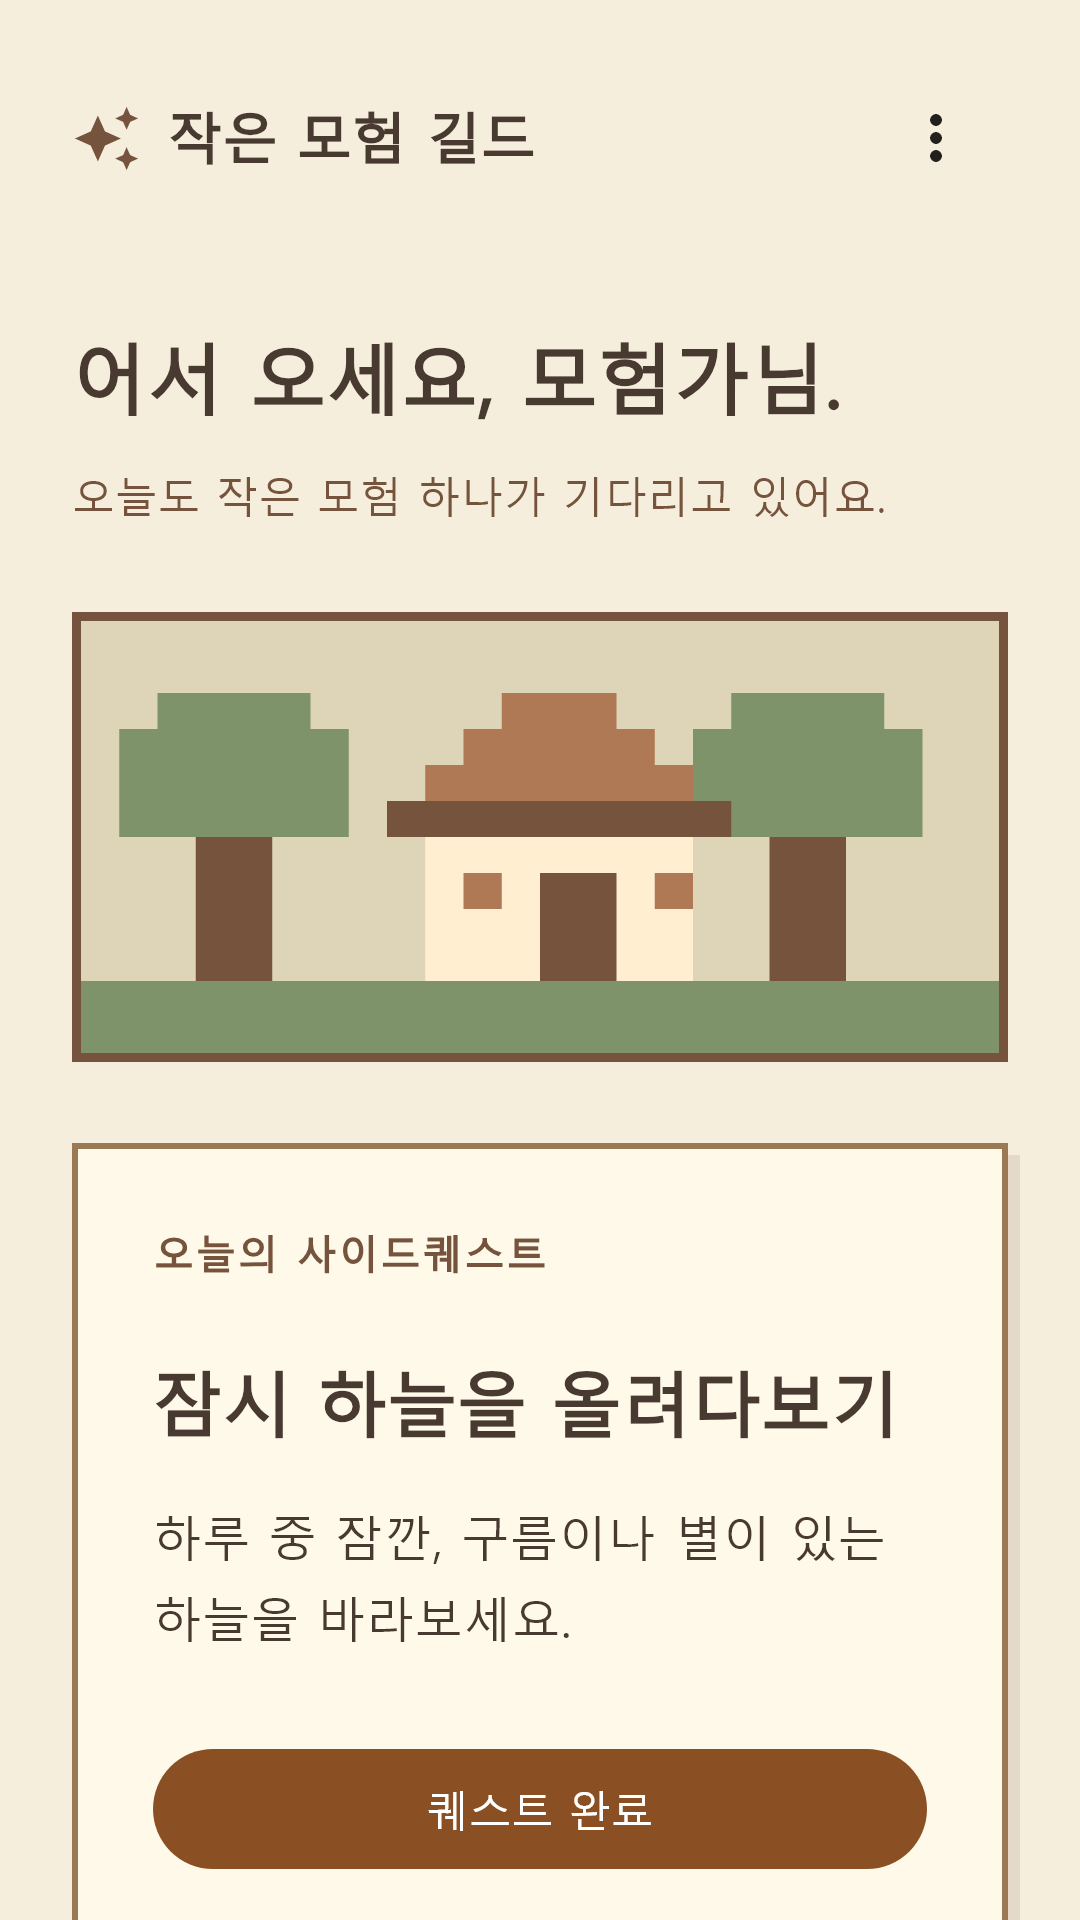 작은 모험 길드
어서 오세요, 모험가님.
오늘도 작은 모험 하나가 기다리고 있어요.
오늘의 사이드퀘스트
잠시 하늘을 올려다보기
하루 중 잠깐, 구름이나 별이 있는
하늘을 바라보세요.
퀘스트 완료